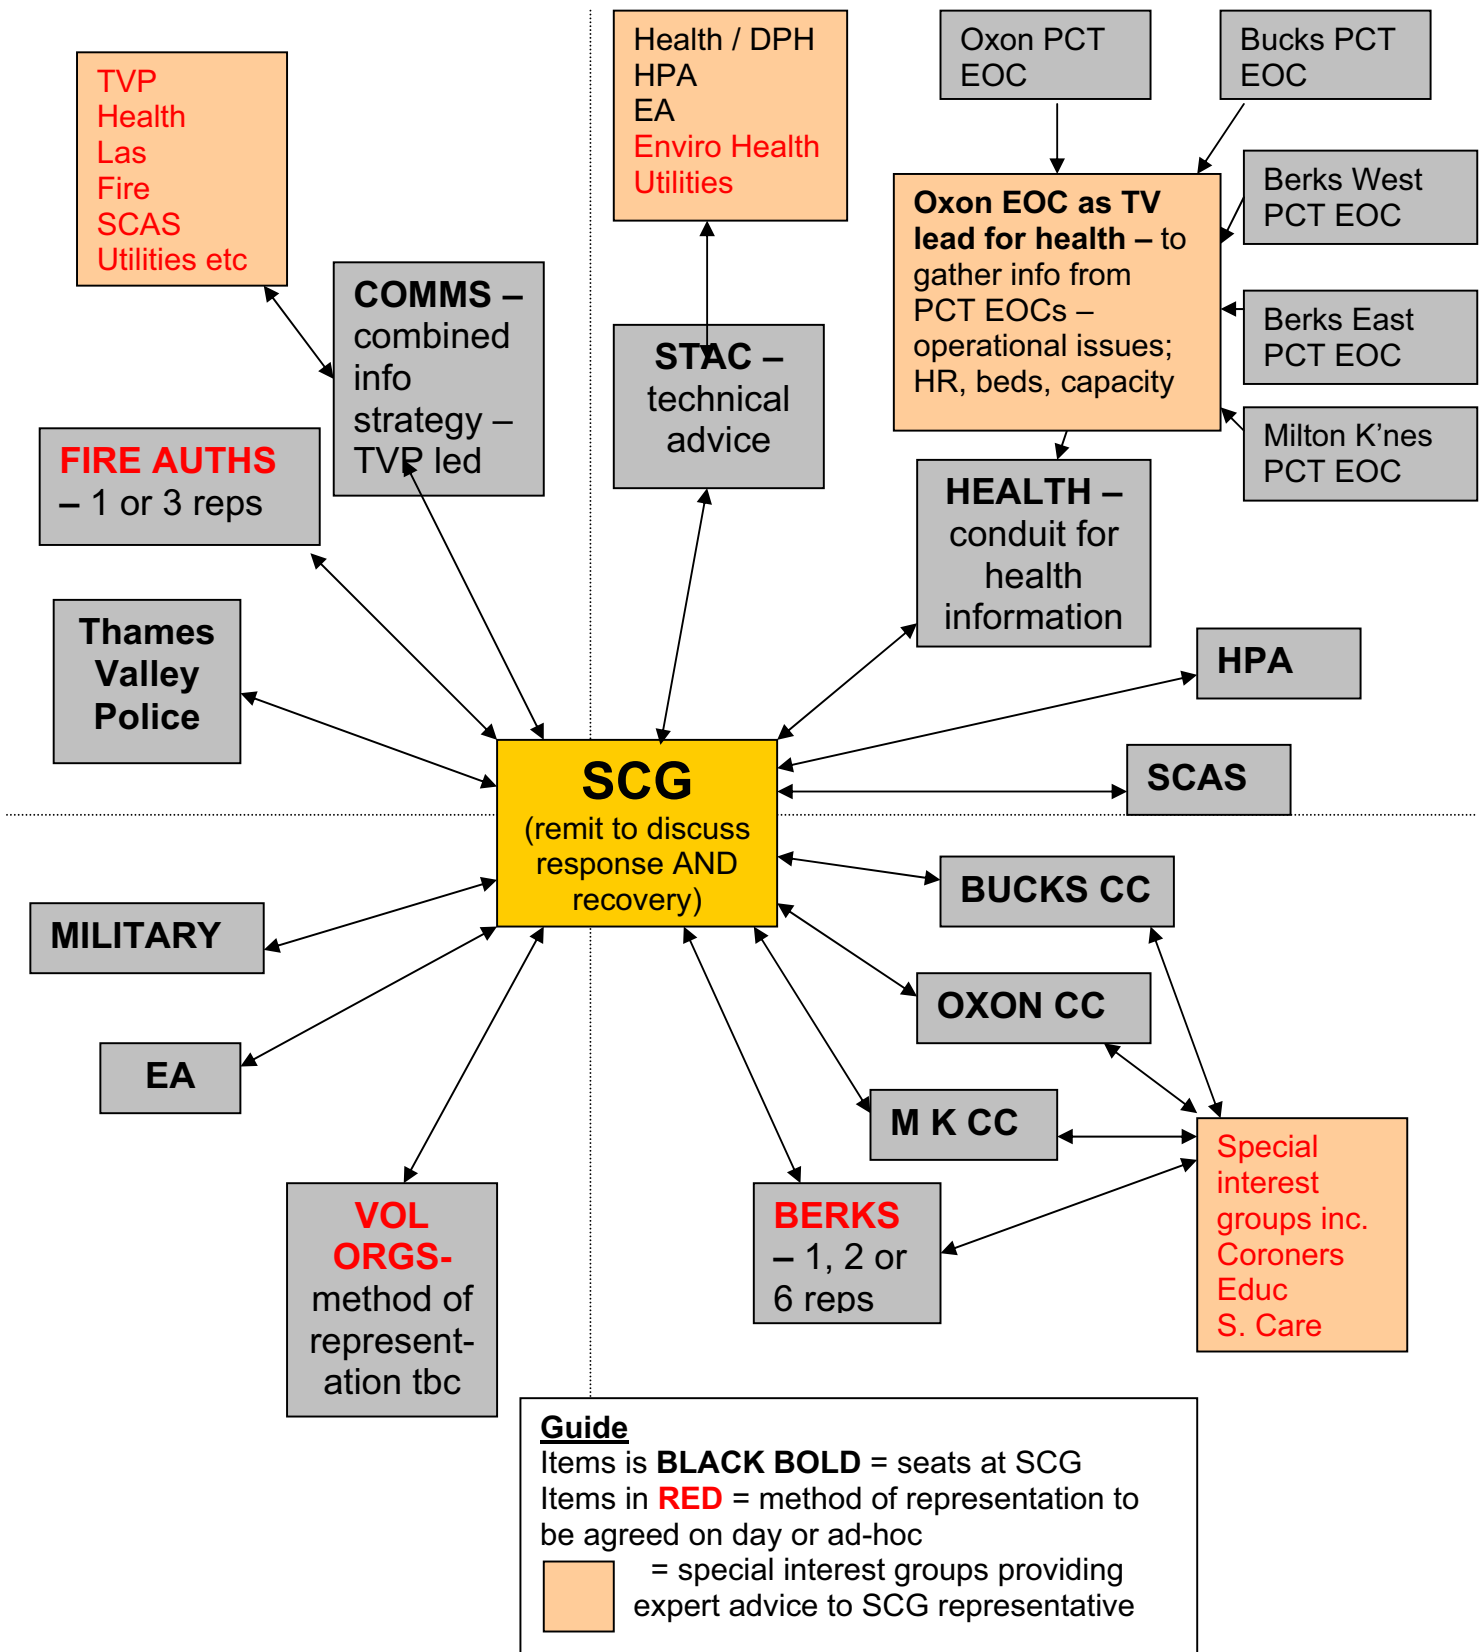 TVP
Health
Las
Fire
SCAS
Utilities etc
Health / DPH
HPA
EA
Enviro Health
Utilities
Oxon PCT
EOC
Bucks PCT
EOC
Berks West
PCT EOC
Berks East
PCT EOC
Milton K’nes
PCT EOC
Oxon EOC as TV
lead for health – to
gather info from
PCT EOCs –
operational issues;
HR, beds, capacity
COMMS –
combined
info
strategy –
TVP led
STAC –
technical
advice
HEALTH –
conduit for
health
information
FIRE AUTHS
– 1 or 3 reps
Thames
Valley
Police
HPA
SCAS
SCG
(remit to discuss
response AND
recovery)
MILITARY
EA
VOL
ORGS-
method of
represent-
ation tbc
BUCKS CC
OXON CC
M K CC
BERKS
– 1, 2 or
6 reps
Special
interest
groups inc.
Coroners
Educ
S. Care
Guide
Items is BLACK BOLD = seats at SCG
Items in RED = method of representation to
be agreed on day or ad-hoc
= special interest groups providing
expert advice to SCG representative